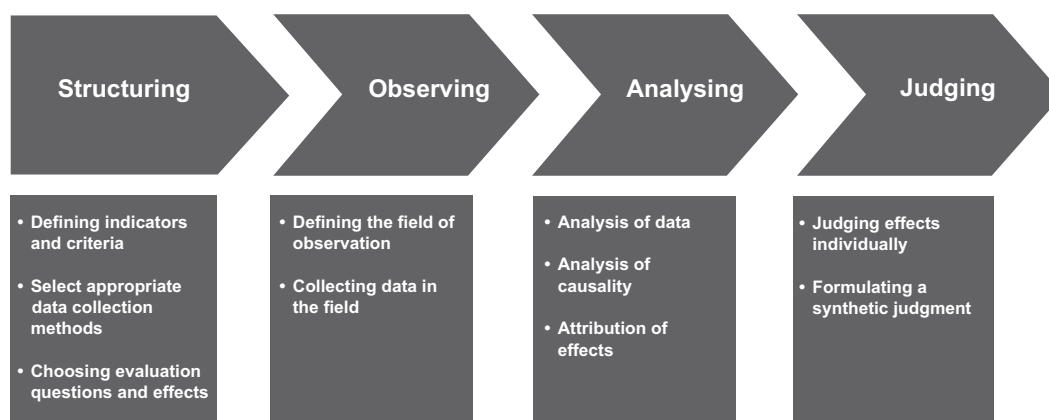 Structuring
Observing
Analysing
Judging
• Defining indicators
and criteria
• Select appropriate
data collection
methods
• Choosing evaluation
questions and effects
• Defining the field of
observation
• Collecting data in
the field
• Analysis of data
• Analysis of
causality
• Attribution of
effects
• Judging effects
individually
• Formulating a
synthetic judgment